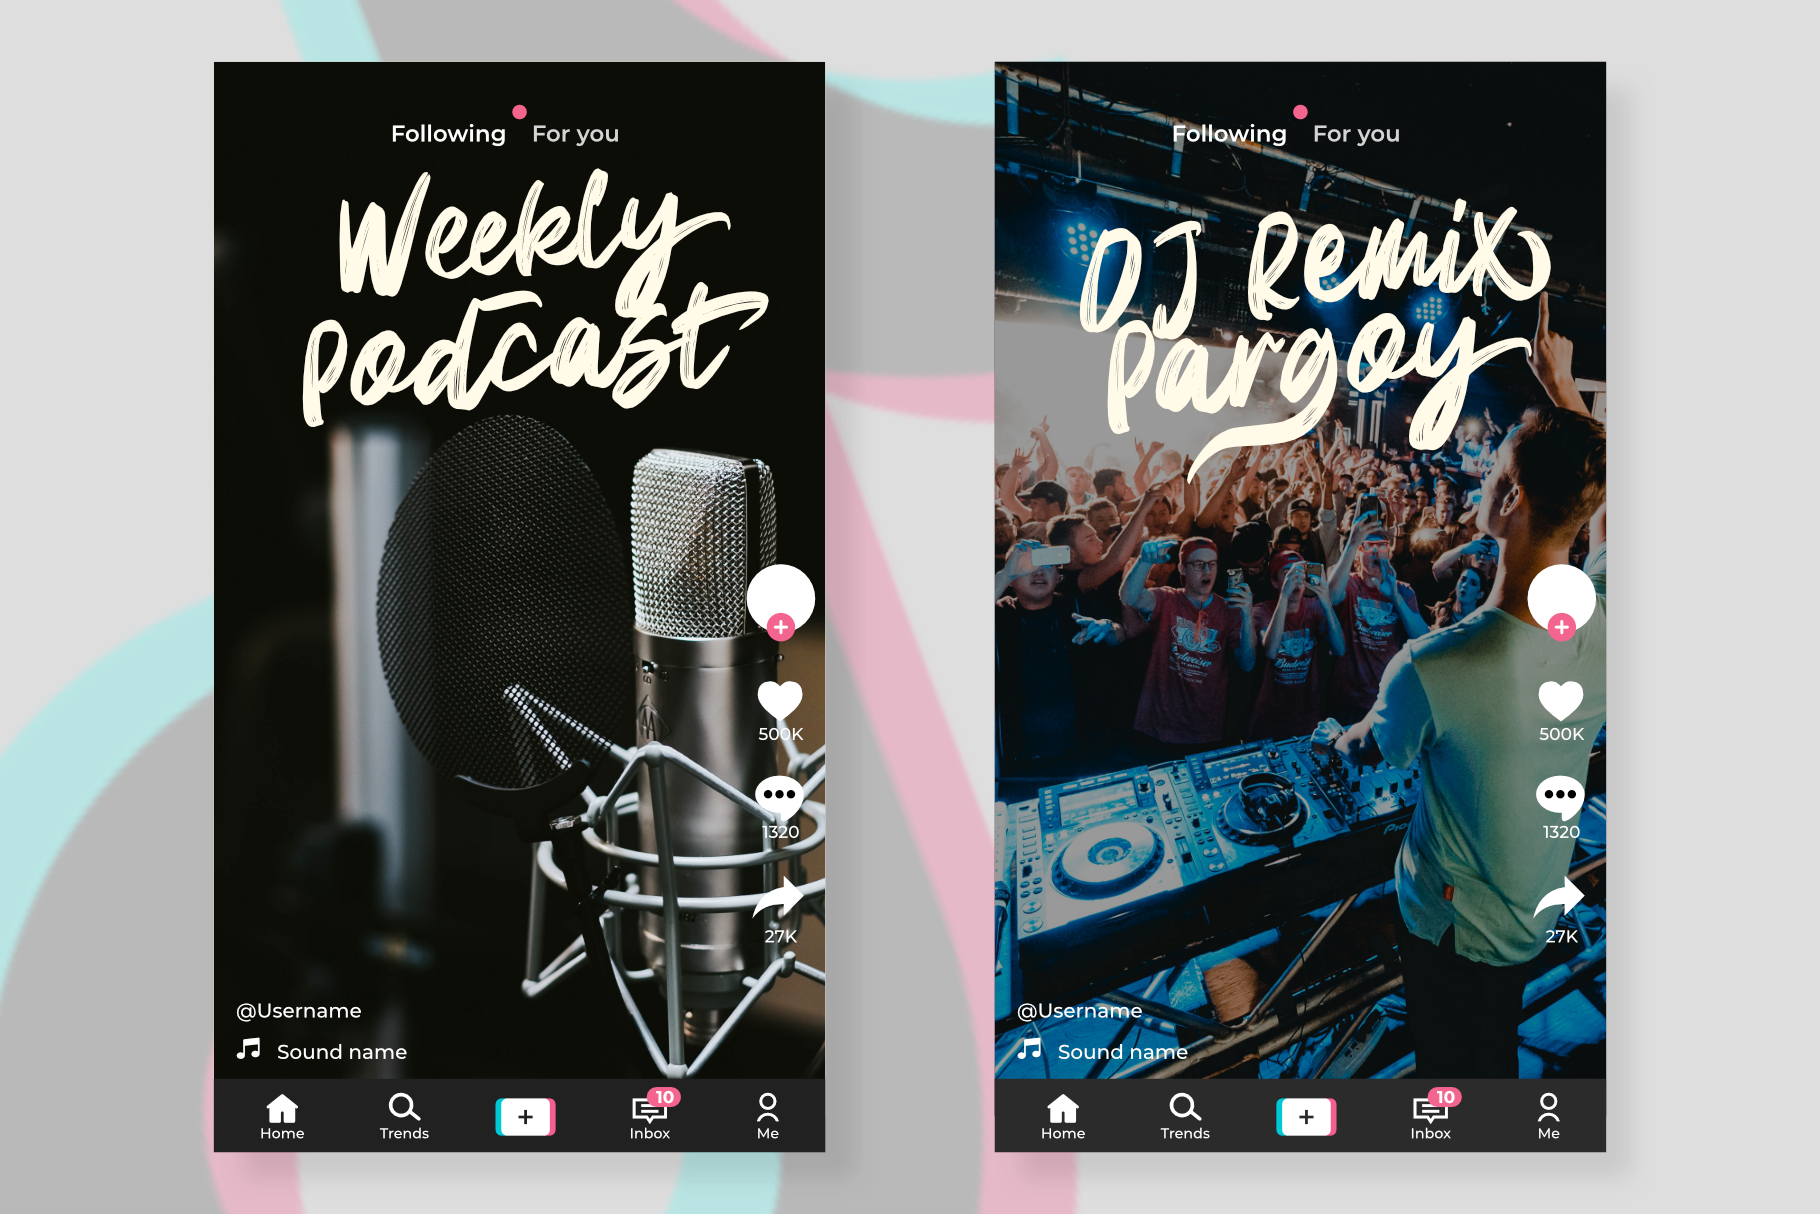 Following For you
Weekly
Podcast
500K
1320
27K
@Username
Sound name
Home Trends + 10 Inbox Me
Following For you
DJ Remix
Pargoy
Budweiser
500K
1320
27K
@Username
Sound name
Home Trends + 10 Inbox Me